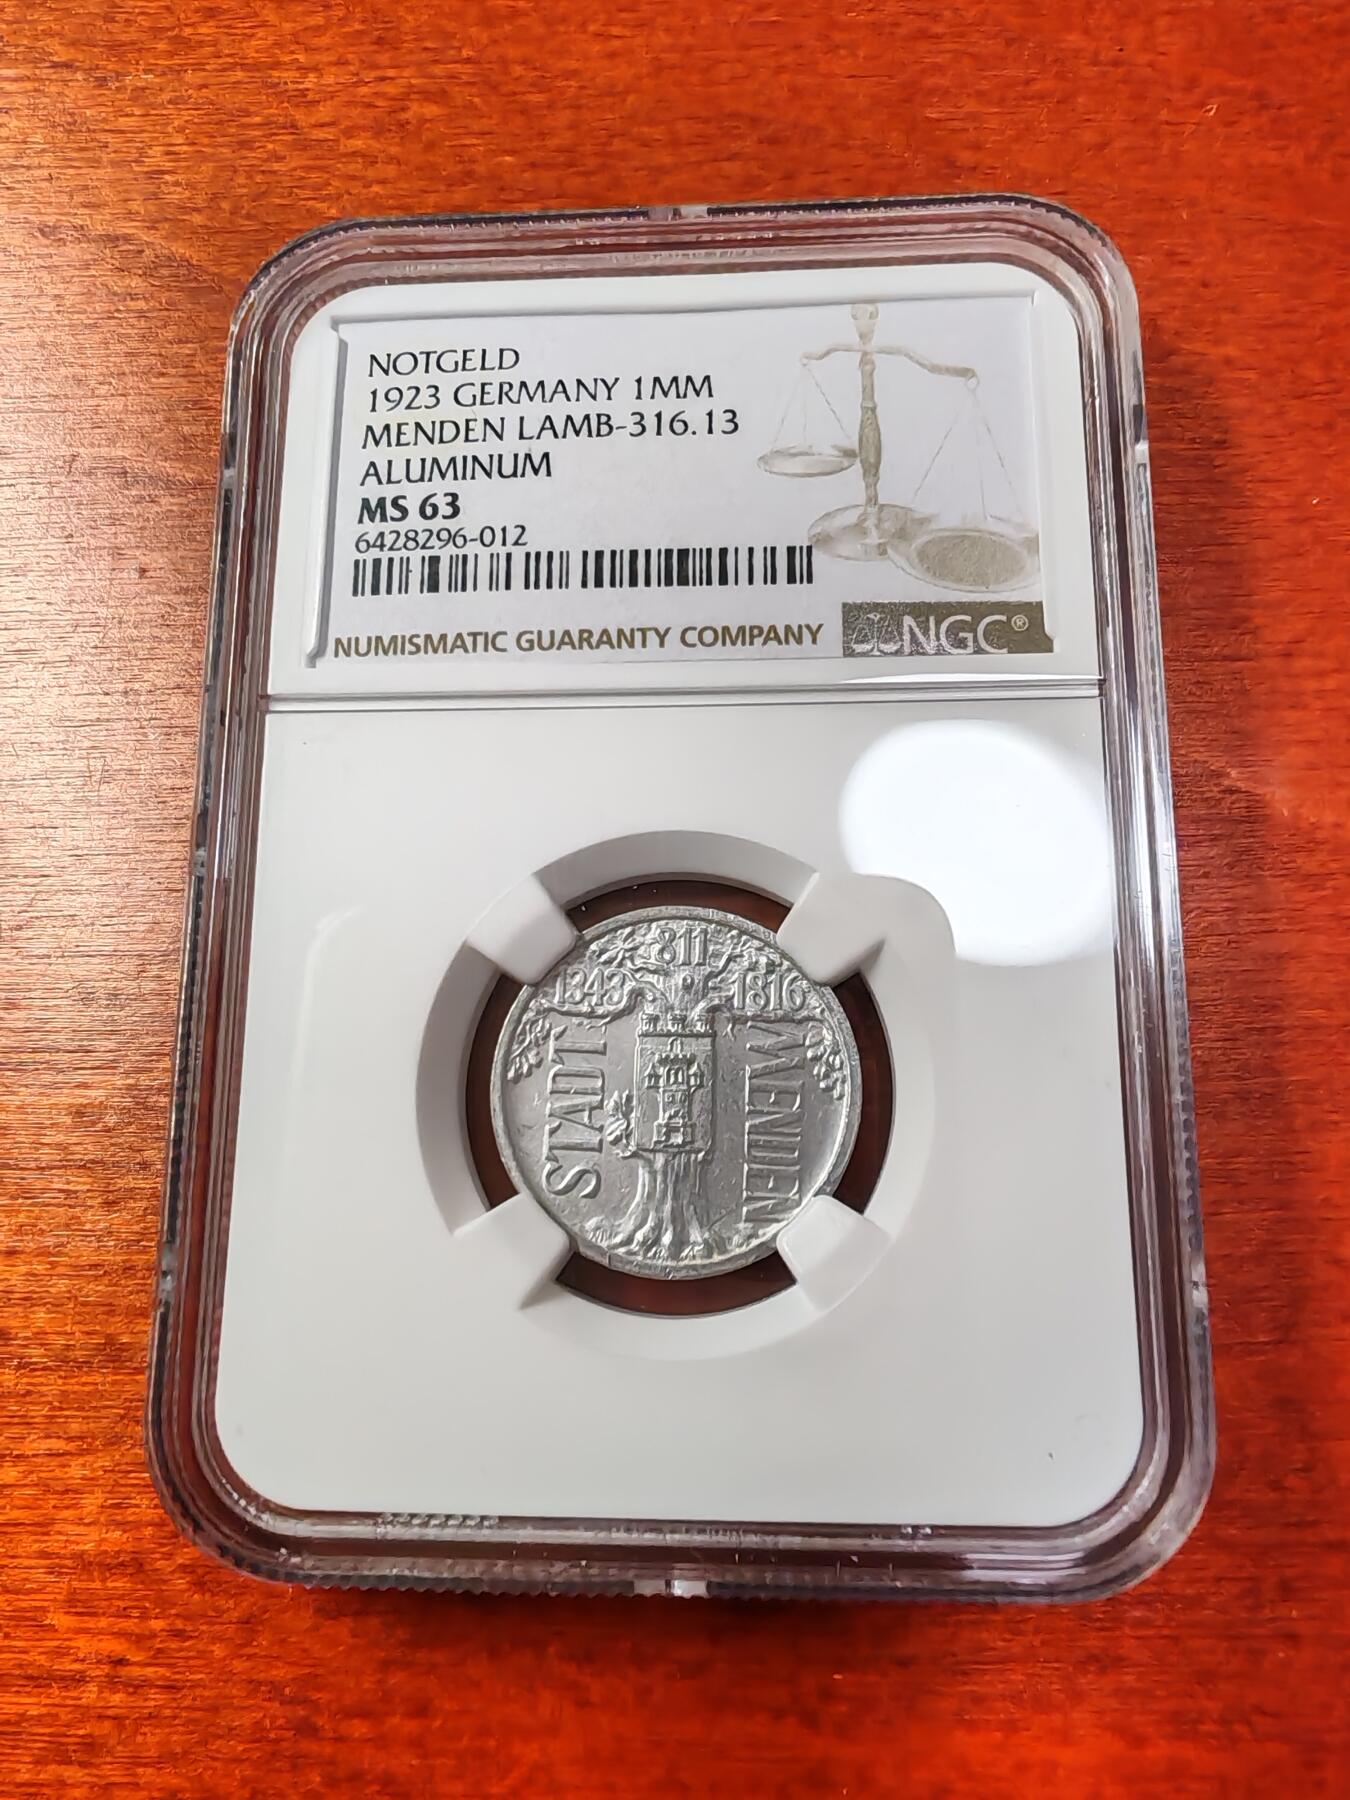 NOTGELD
1923 GERMANY 1MM
MENDEN LAMB-316.13
ALUMINUM
MS 63
6428296-012
NUMISMATIC GUARANTY COMPANY
NGC®
811
1343 1816
STADT
MENDEN